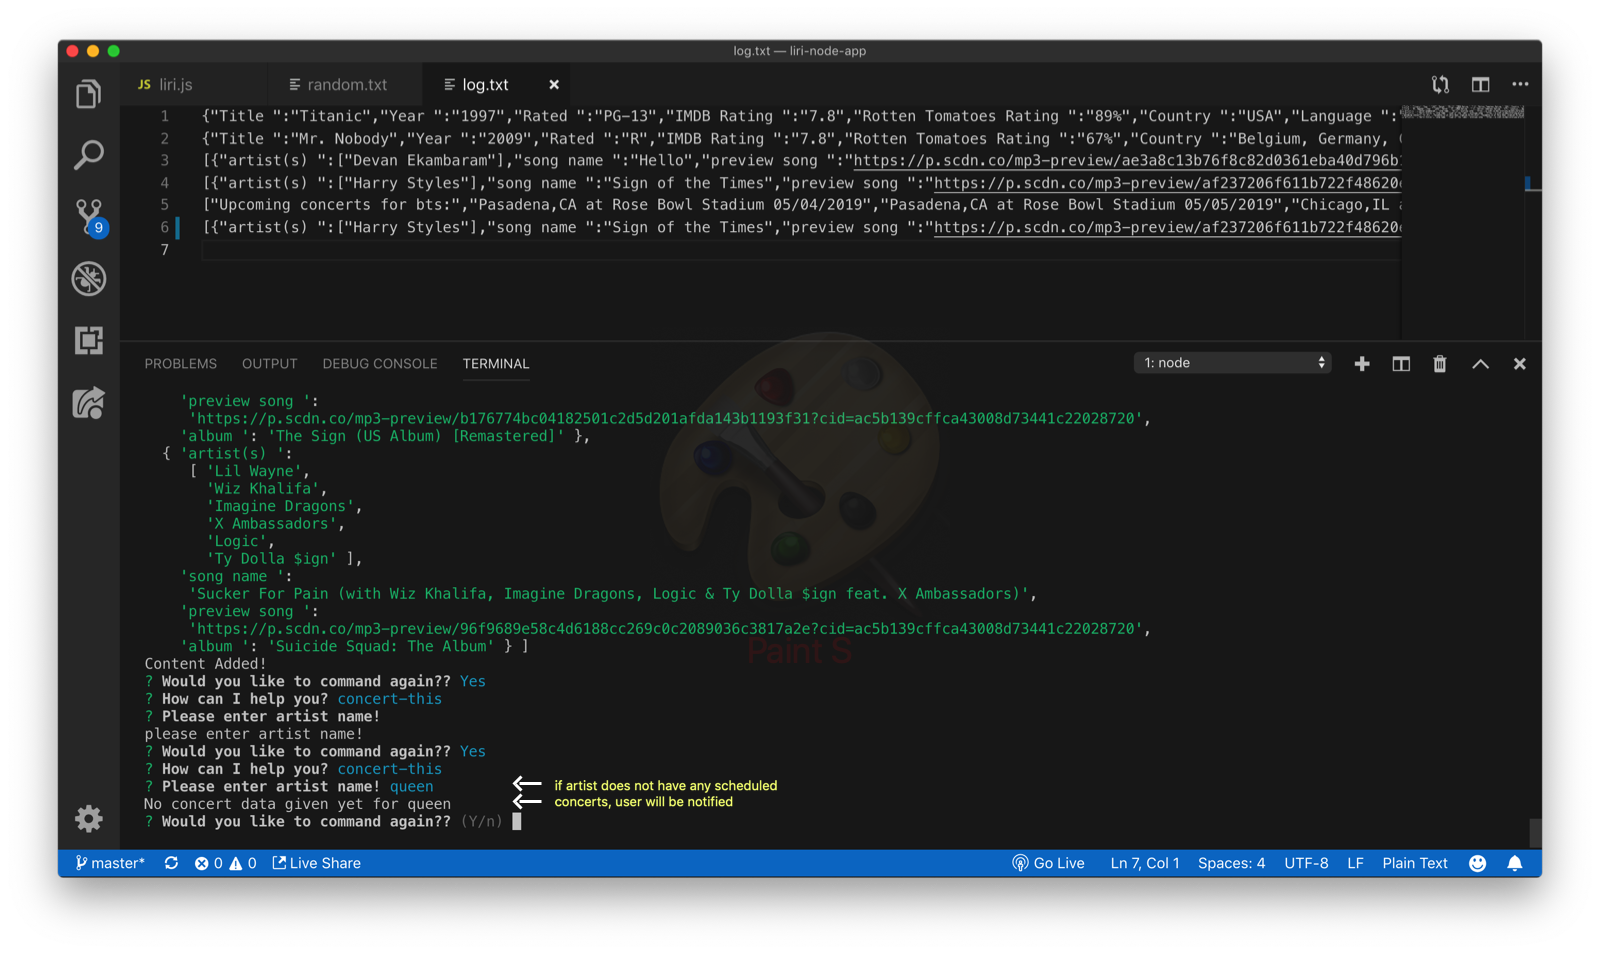 log.txt — liri-node-app
JS liri.js
random.txt
log.txt
1 {"Title ":"Titanic","Year ":"1997","Rated ":"PG-13","IMDB Rating ":"7.8","Rotten Tomatoes Rating ":"89%","Country ":"USA","Language ":
2 {"Title ":"Mr. Nobody","Year ":"2009","Rated ":"R","IMDB Rating ":"7.8","Rotten Tomatoes Rating ":"67%","Country ":"Belgium, Germany,
3 [{"artist(s) ":["Devan Ekambaram"],"song name ":"Hello","preview song ":"https://p.scdn.co/mp3-preview/ae3a8c13b76f8c82d0361eba40d796b
4 [{"artist(s) ":["Harry Styles"],"song name ":"Sign of the Times","preview song ":"https://p.scdn.co/mp3-preview/af237206f611b722f48620
5 ["Upcoming concerts for bts:","Pasadena,CA at Rose Bowl Stadium 05/04/2019","Pasadena,CA at Rose Bowl Stadium 05/05/2019","Chicago,IL a
6 [{"artist(s) ":["Harry Styles"],"song name ":"Sign of the Times","preview song ":"https://p.scdn.co/mp3-preview/af237206f611b722f48620
7
9
PROBLEMS OUTPUT DEBUG CONSOLE TERMINAL
1: node
'preview song ':
'https://p.scdn.co/mp3-preview/b176774bc04182501c2d5d201afda143b1193f31?cid=ac5b139cffca43008d73441c22028720',
'album ': 'The Sign (US Album) [Remastered]' },
{ 'artist(s) ':
[ 'Lil Wayne',
'Wiz Khalifa',
'Imagine Dragons',
'X Ambassadors',
'Logic',
'Ty Dolla $ign' ],
'song name ':
'Sucker For Pain (with Wiz Khalifa, Imagine Dragons, Logic & Ty Dolla $ign feat. X Ambassadors)',
'preview song ':
'https://p.scdn.co/mp3-preview/96f9689e58c4d6188cc269c0c2089036c3817a2e?cid=ac5b139cffca43008d73441c22028720',
'album ': 'Suicide Squad: The Album' } ]
Paint S
Content Added!
? Would you like to command again?? Yes
? How can I help you? concert-this
? Please enter artist name!
please enter artist name!
? Would you like to command again?? Yes
? How can I help you? concert-this
? Please enter artist name! queen
if artist does not have any scheduled
concerts, user will be notified
No concert data given yet for queen
? Would you like to command again?? (Y/n)
master* 0 0 Live Share Go Live Ln 7, Col 1 Spaces: 4 UTF-8 LF Plain Text